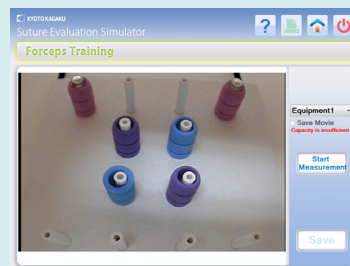 KYOTO KAGAKU
Suture Evaluation Simulator
?
Forceps Training
Equipment1
Save Movie
Capacity is insufficient
Start
Measurement
Save